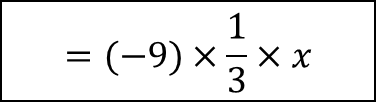 = (−9) × 1/3 × x